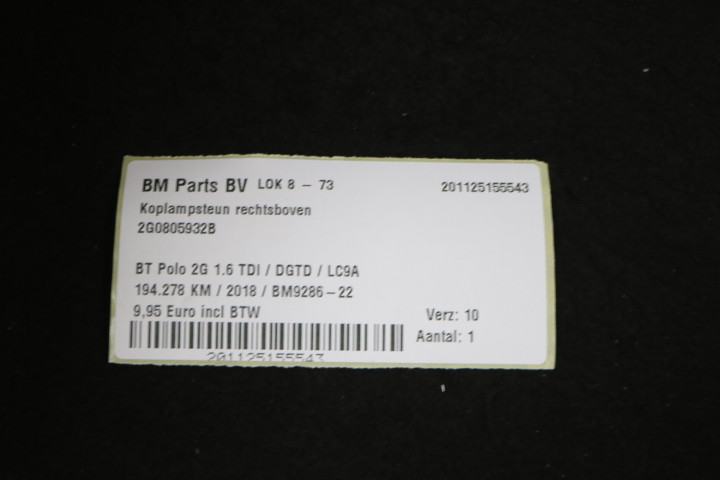 BM Parts BV LOK 8 - 73 201125155543
Koplampsteun rechtsboven
2G0805932B
BT Polo 2G 1.6 TDI / DGTD / LC9A
194.278 KM / 2018 / BM9286-22
9,95 Euro incl BTW Verz: 10
Aantal: 1
201125155543